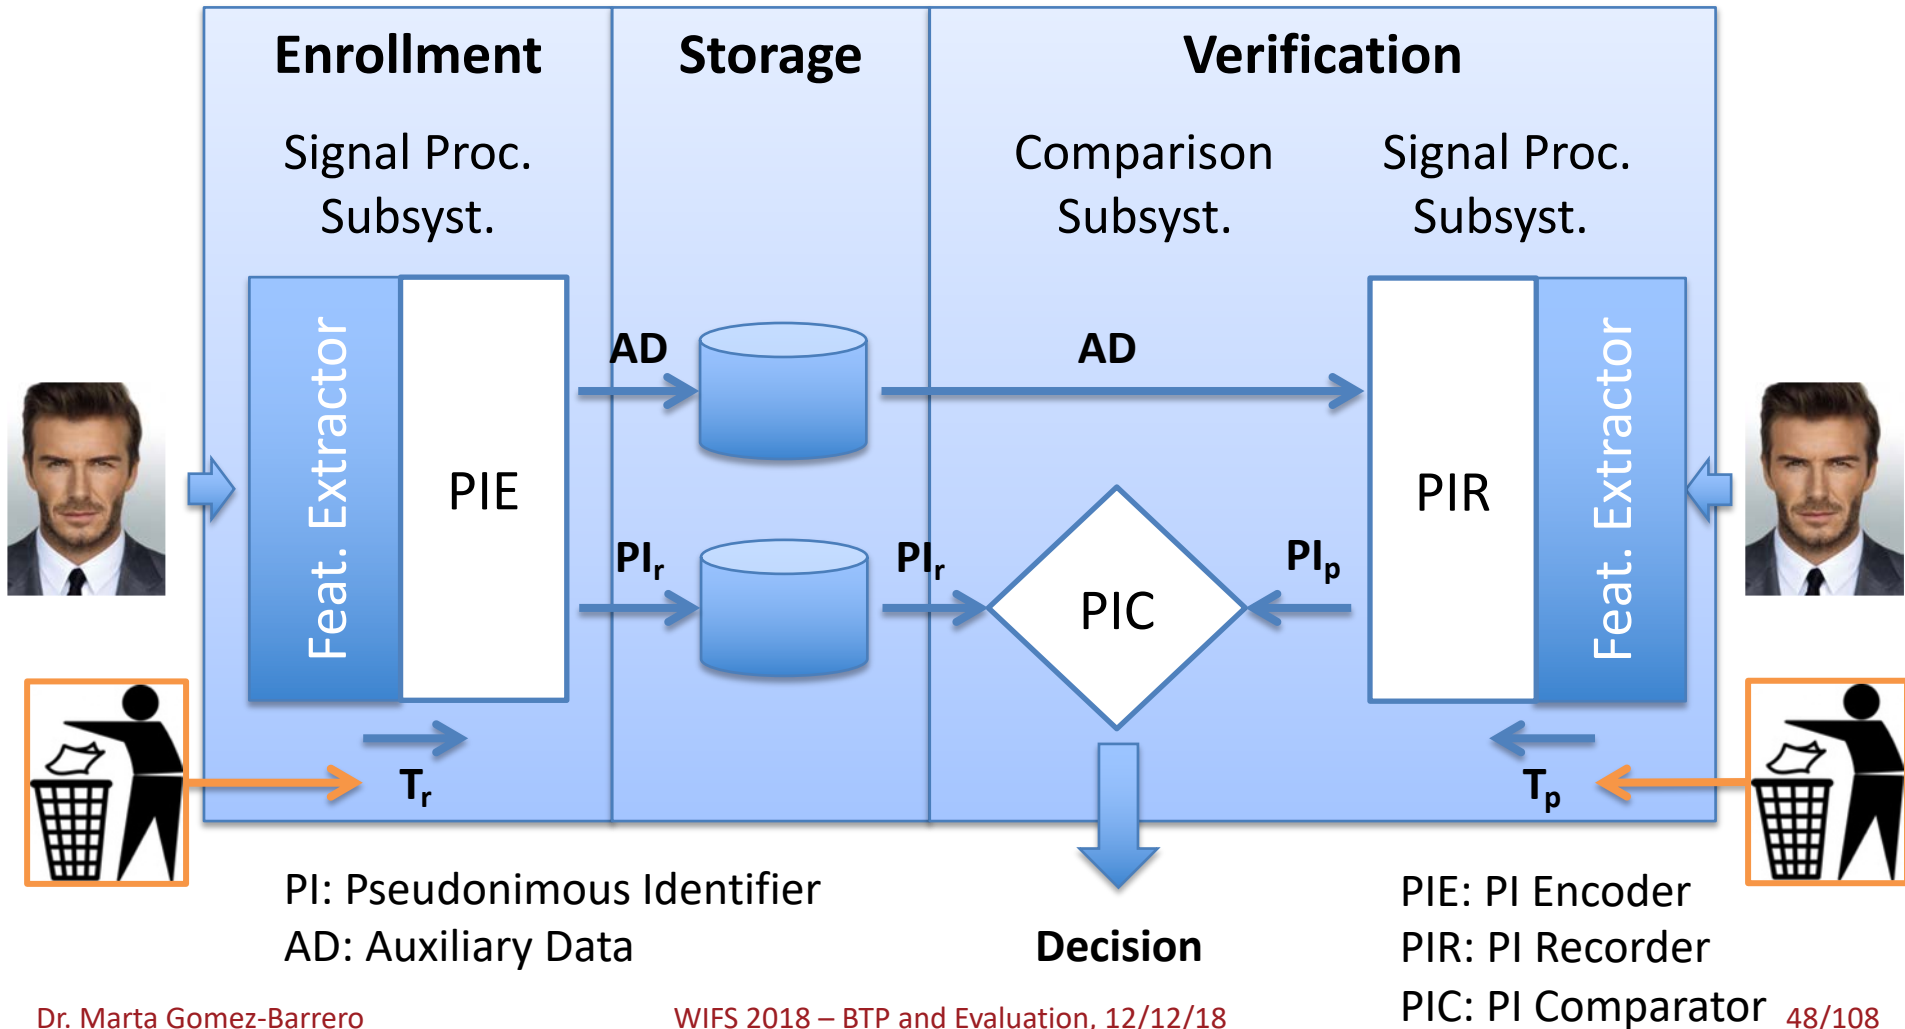 Enrollment
Storage
Verification
Signal Proc.
Subsyst.
Comparison
Subsyst.
Signal Proc.
Subsyst.
Feat. Extractor
PIE
AD
AD
PIR
Feat. Extractor
PIr
PIr
PIC
PIp
Tr
Tp
PI: Pseudonimous Identifier
AD: Auxiliary Data
Decision
PIE: PI Encoder
PIR: PI Recorder
PIC: PI Comparator
Dr. Marta Gomez-Barrero
WIFS 2018 – BTP and Evaluation, 12/12/18
48/108